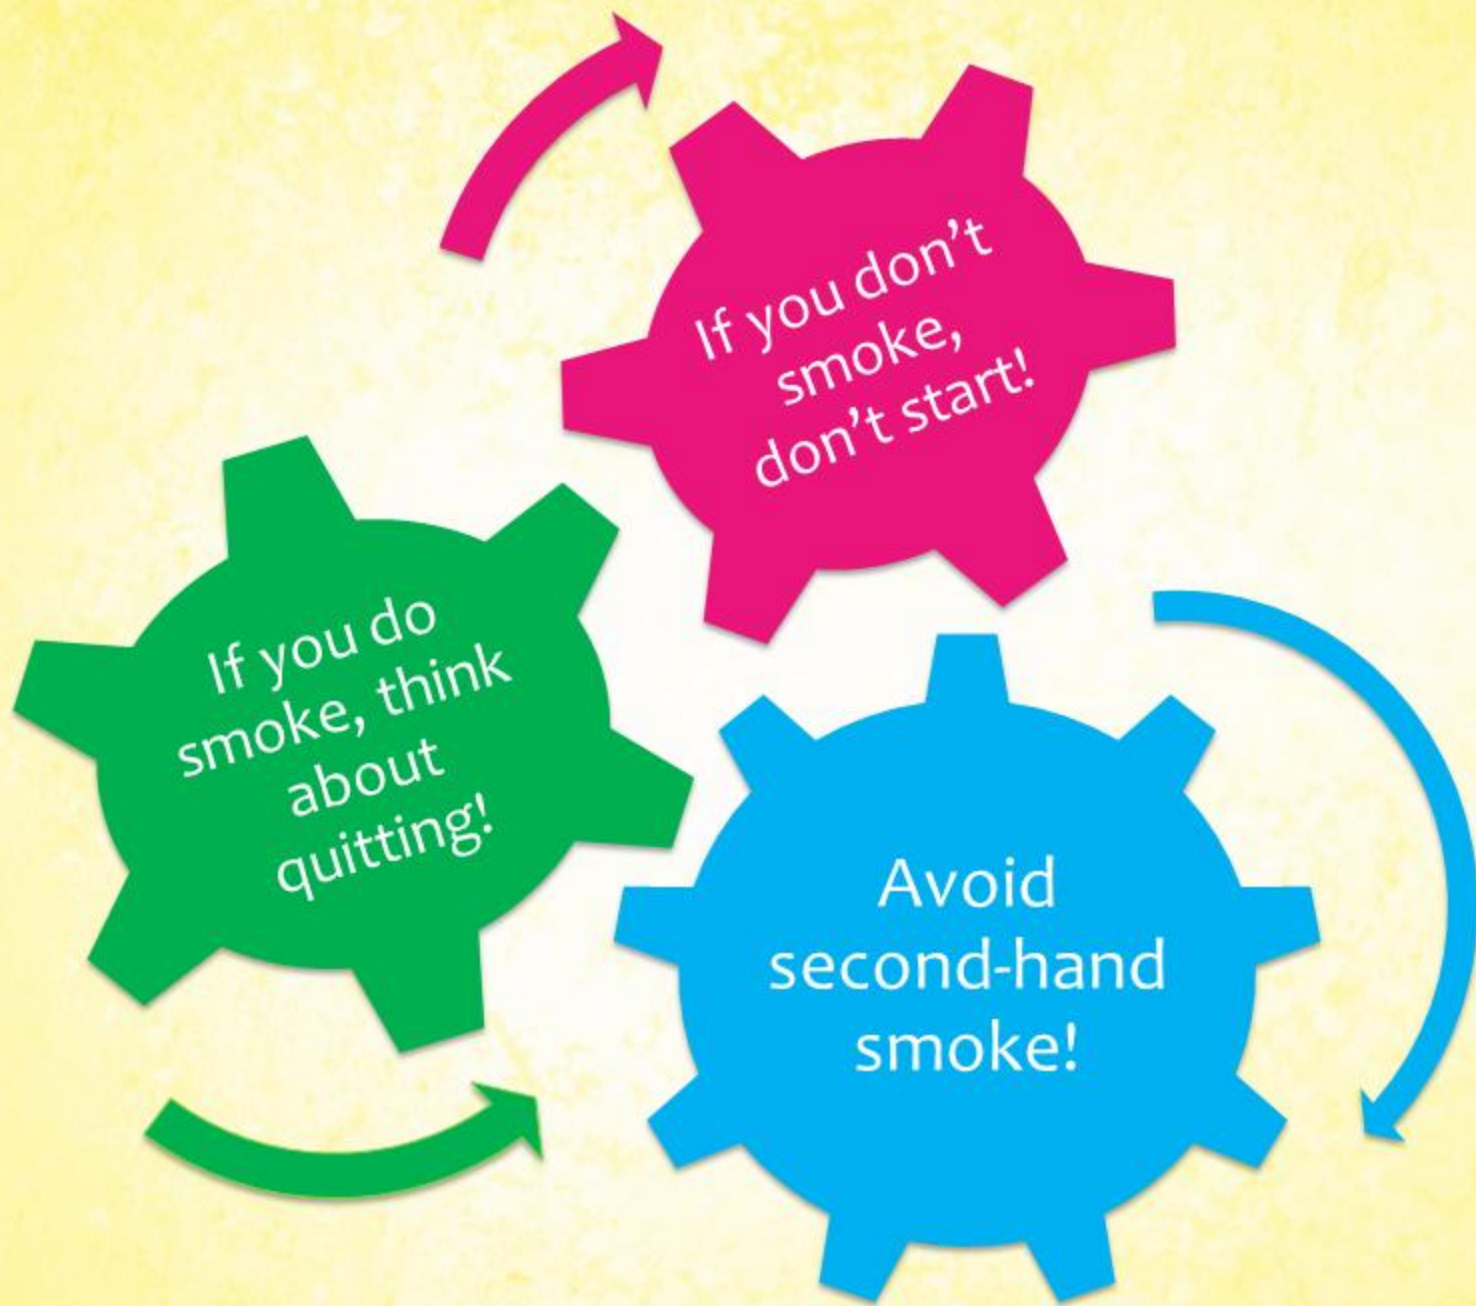 If you don't
smoke,
don't start!
If you do
smoke, think
about
quitting!
Avoid
second-hand
smoke!